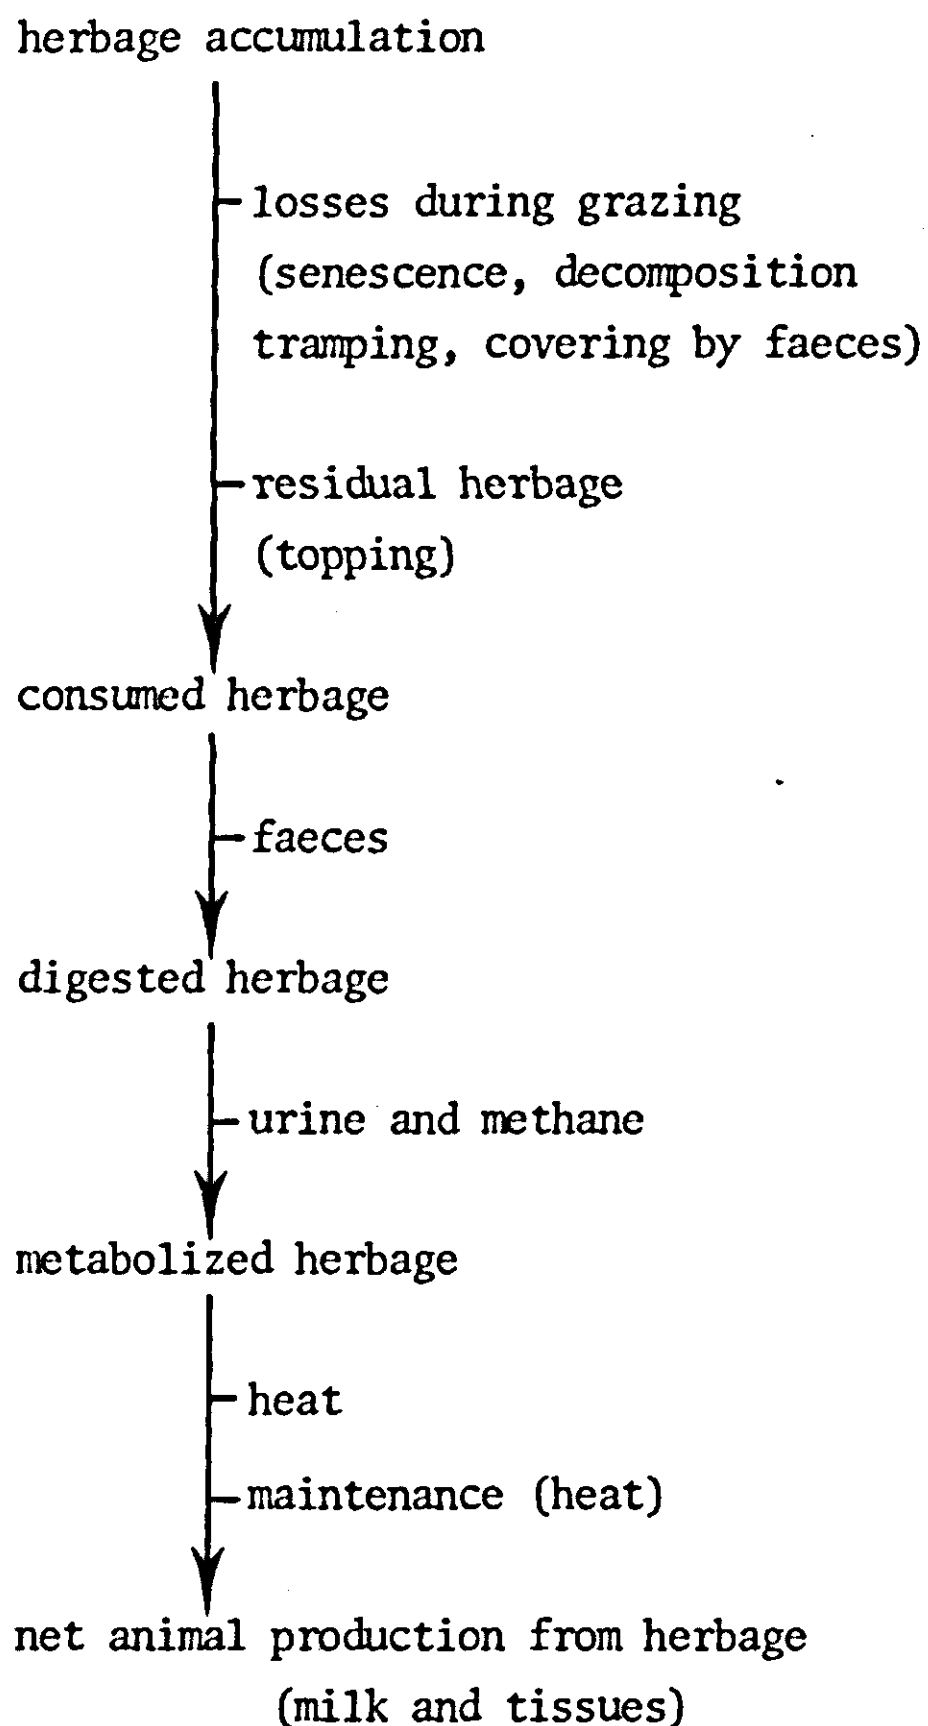 herbage accumulation
losses during grazing
(senescence, decomposition
tramping, covering by faeces)
residual herbage
(topping)
consumed herbage
faeces
digested herbage
urine and methane
metabolized herbage
heat
maintenance (heat)
net animal production from herbage
(milk and tissues)